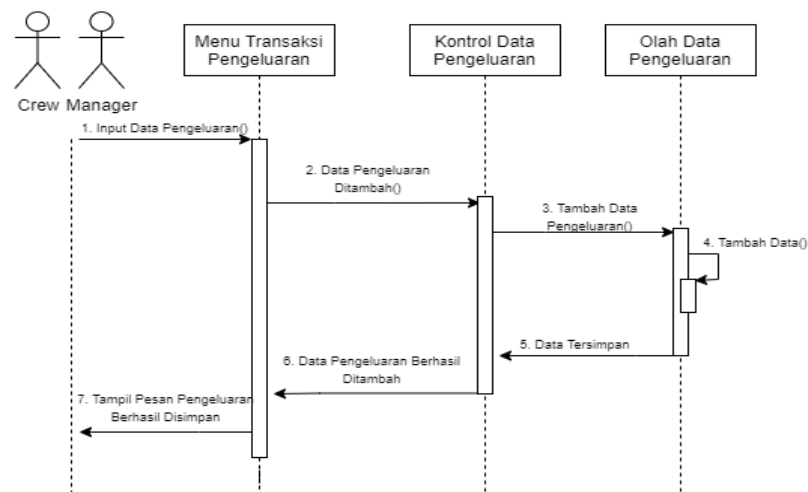 Crew Manager
Menu Transaksi
Pengeluaran
Kontrol Data
Pengeluaran
Olah Data
Pengeluaran
1. Input Data Pengeluaran()
2. Data Pengeluaran
Ditambah()
3. Tambah Data
Pengeluaran()
4. Tambah Data()
5. Data Tersimpan
6. Data Pengeluaran Berhasil
Ditambah
7. Tampil Pesan Pengeluaran
Berhasil Disimpan